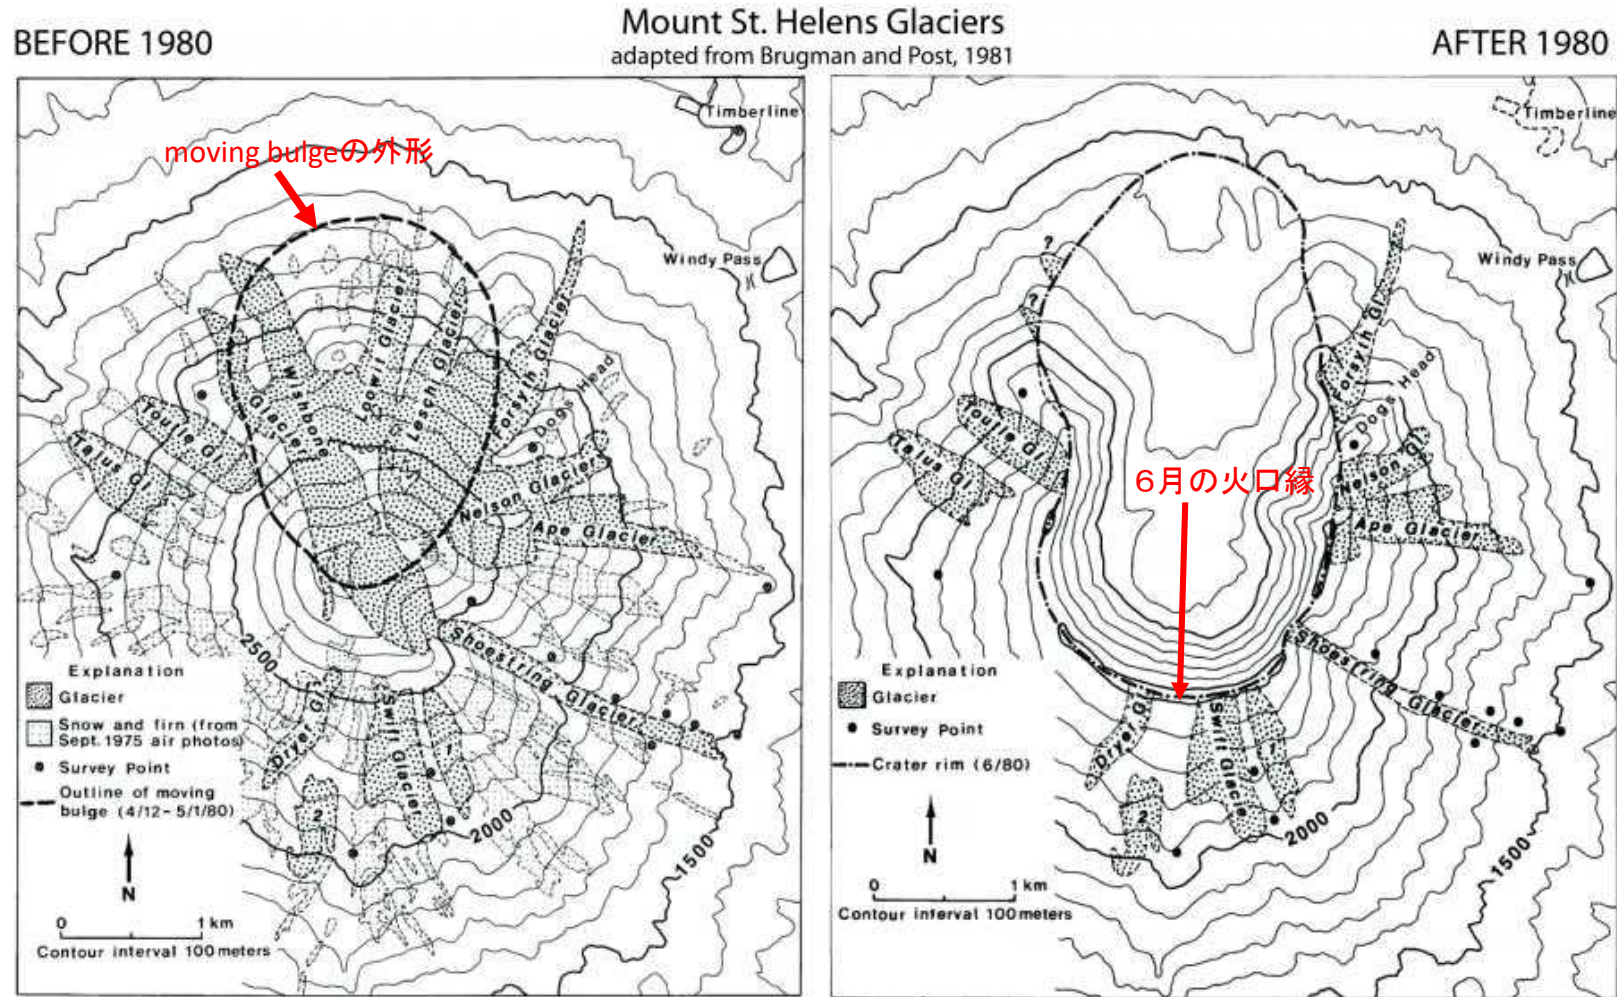 Mount St. Helens Glaciers
adapted from Brugman and Post, 1981
BEFORE 1980
AFTER 1980
Timberline
moving bulgeの外形
Windy Pass
Wishbone
Glacier
Loowit Glacier
Lesch Glacier
Forsyth Glacier
Dogs Head
Toutle Gl.
Talus Gl.
Nelson Glacier
Ape Glacier
Shoestring Glacier
2500
Dryer Gl.
Swift Glacier
1
2
2000
1500
Explanation
Glacier
Snow and firn (from
Sept. 1975 air photos)
Survey Point
Outline of moving
bulge (4/12-5/1/80)
N
0 1 km
Contour interval 100 meters
Timberline
Windy Pass
?
?
Forsyth Gl.
Dogs Head
Toutle Gl.
Talus Gl.
6月の火口縁
Nelson Gl.
Ape Glacier
Shoestring Glacier
Dryer Gl.
Swift Glacier
1
2
2000
1500
Explanation
Glacier
Survey Point
Crater rim (6/80)
N
0 1 km
Contour interval 100 meters